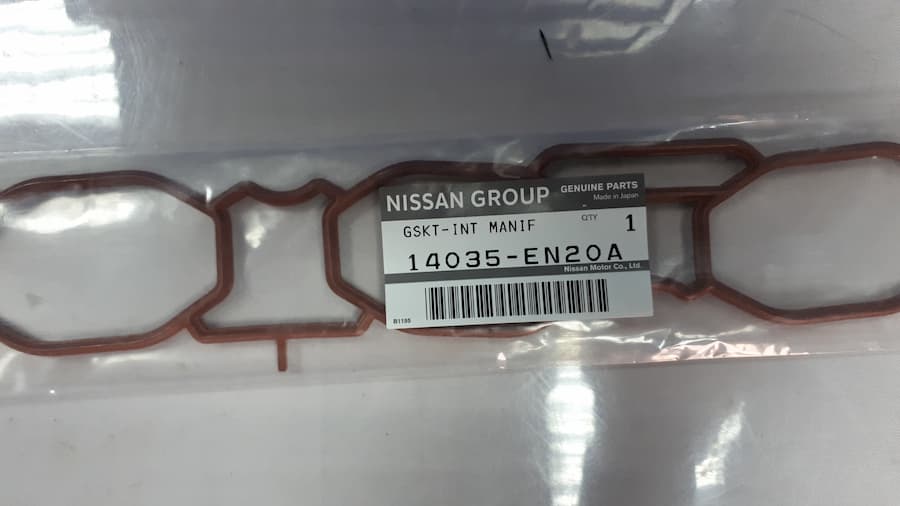 NISSAN GROUP GENUINE PARTS
Made in Japan
GSKT-INT MANIF QTY 1
14035-EN20A
Nissan Motor Co., Ltd.
B1195